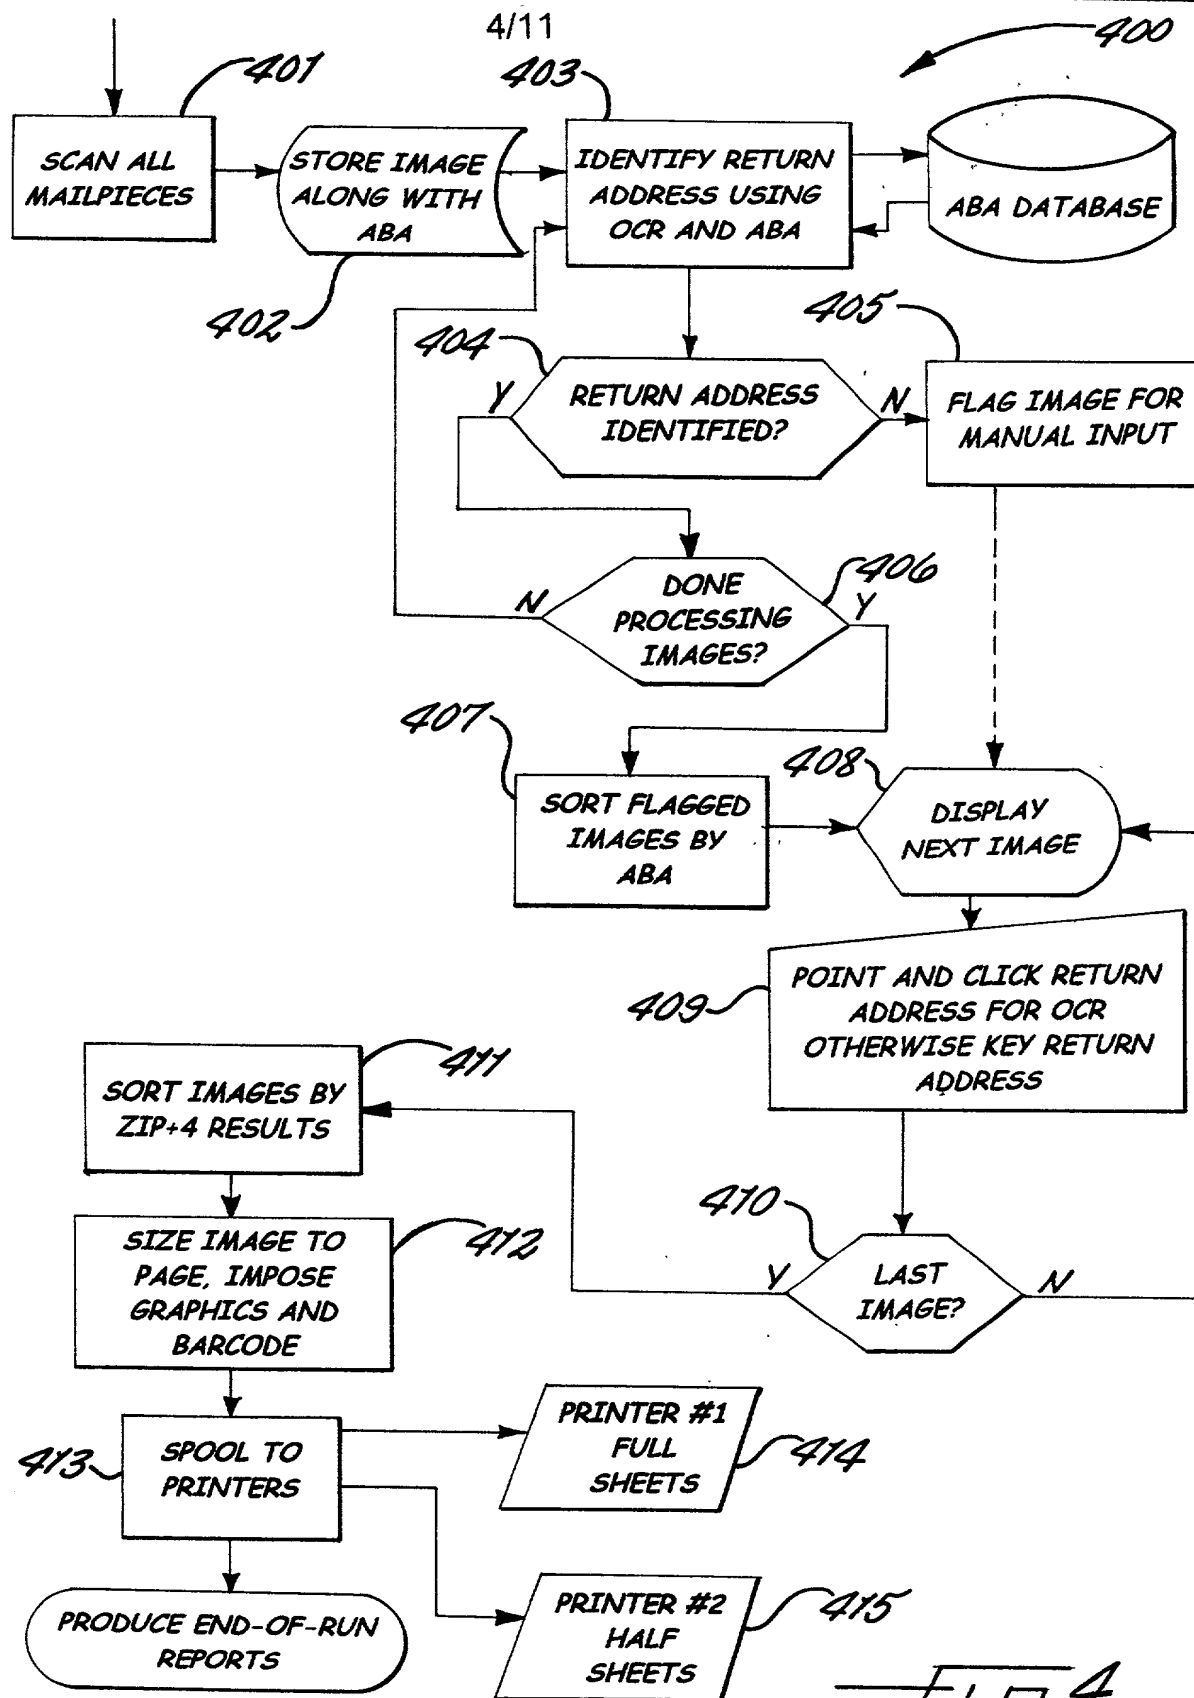 4/11
400
401
403
SCAN ALL
MAILPIECES
STORE IMAGE
ALONG WITH
ABA
IDENTIFY RETURN
ADDRESS USING
OCR AND ABA
ABA DATABASE
402
404
405
Y
RETURN ADDRESS
IDENTIFIED?
N
FLAG IMAGE FOR
MANUAL INPUT
406
N
DONE
PROCESSING
IMAGES?
Y
407
408
SORT FLAGGED
IMAGES BY
ABA
DISPLAY
NEXT IMAGE
409
POINT AND CLICK RETURN
ADDRESS FOR OCR
OTHERWISE KEY RETURN
ADDRESS
411
SORT IMAGES BY
ZIP+4 RESULTS
410
Y
LAST
IMAGE?
N
412
SIZE IMAGE TO
PAGE, IMPOSE
GRAPHICS AND
BARCODE
413
SPOOL TO
PRINTERS
PRINTER #1
FULL
SHEETS
414
PRODUCE END-OF-RUN
REPORTS
PRINTER #2
HALF
SHEETS
415
4